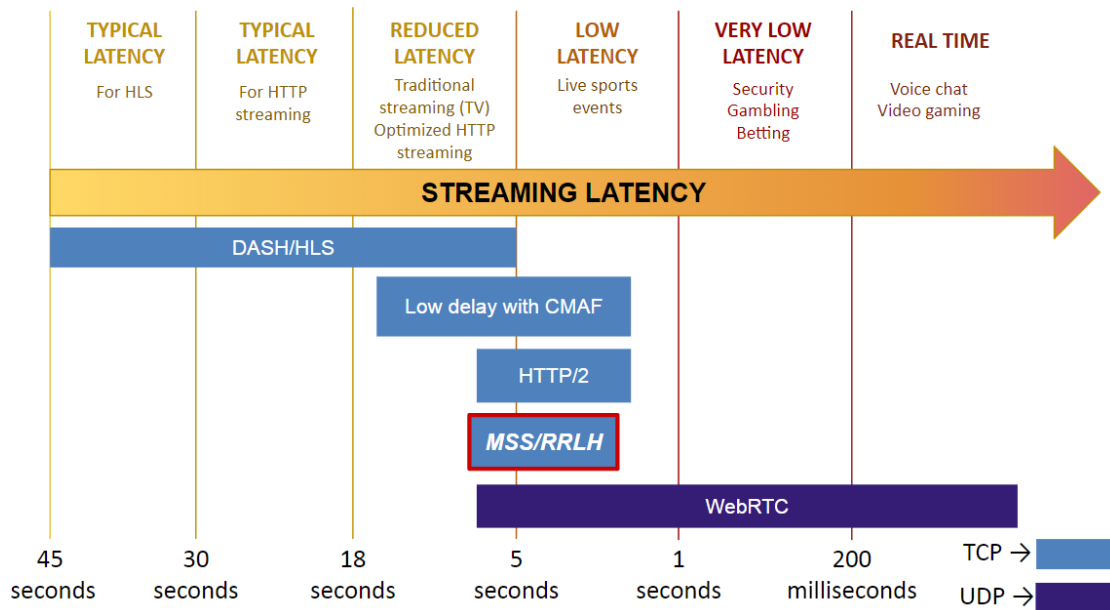 TYPICAL
LATENCY
For HLS
TYPICAL
LATENCY
For HTTP
streaming
REDUCED
LATENCY
Traditional
streaming (TV)
Optimized HTTP
streaming
LOW
LATENCY
Live sports
events
VERY LOW
LATENCY
Security
Gambling
Betting
REAL TIME
Voice chat
Video gaming
STREAMING LATENCY
DASH/HLS
Low delay with CMAF
HTTP/2
MSS/RRLH
WebRTC
45
seconds
30
seconds
18
seconds
5
seconds
1
seconds
200
milliseconds
TCP →
UDP →